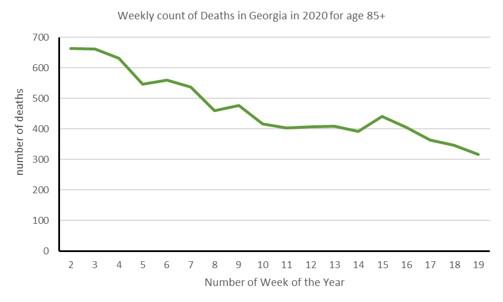 Weekly count of Deaths in Georgia in 2020 for age 85+
700
600
500
400
300
200
100
0
number of deaths
2 3 4 5 6 7 8 9 10 11 12 13 14 15 16 17 18 19
Number of Week of the Year